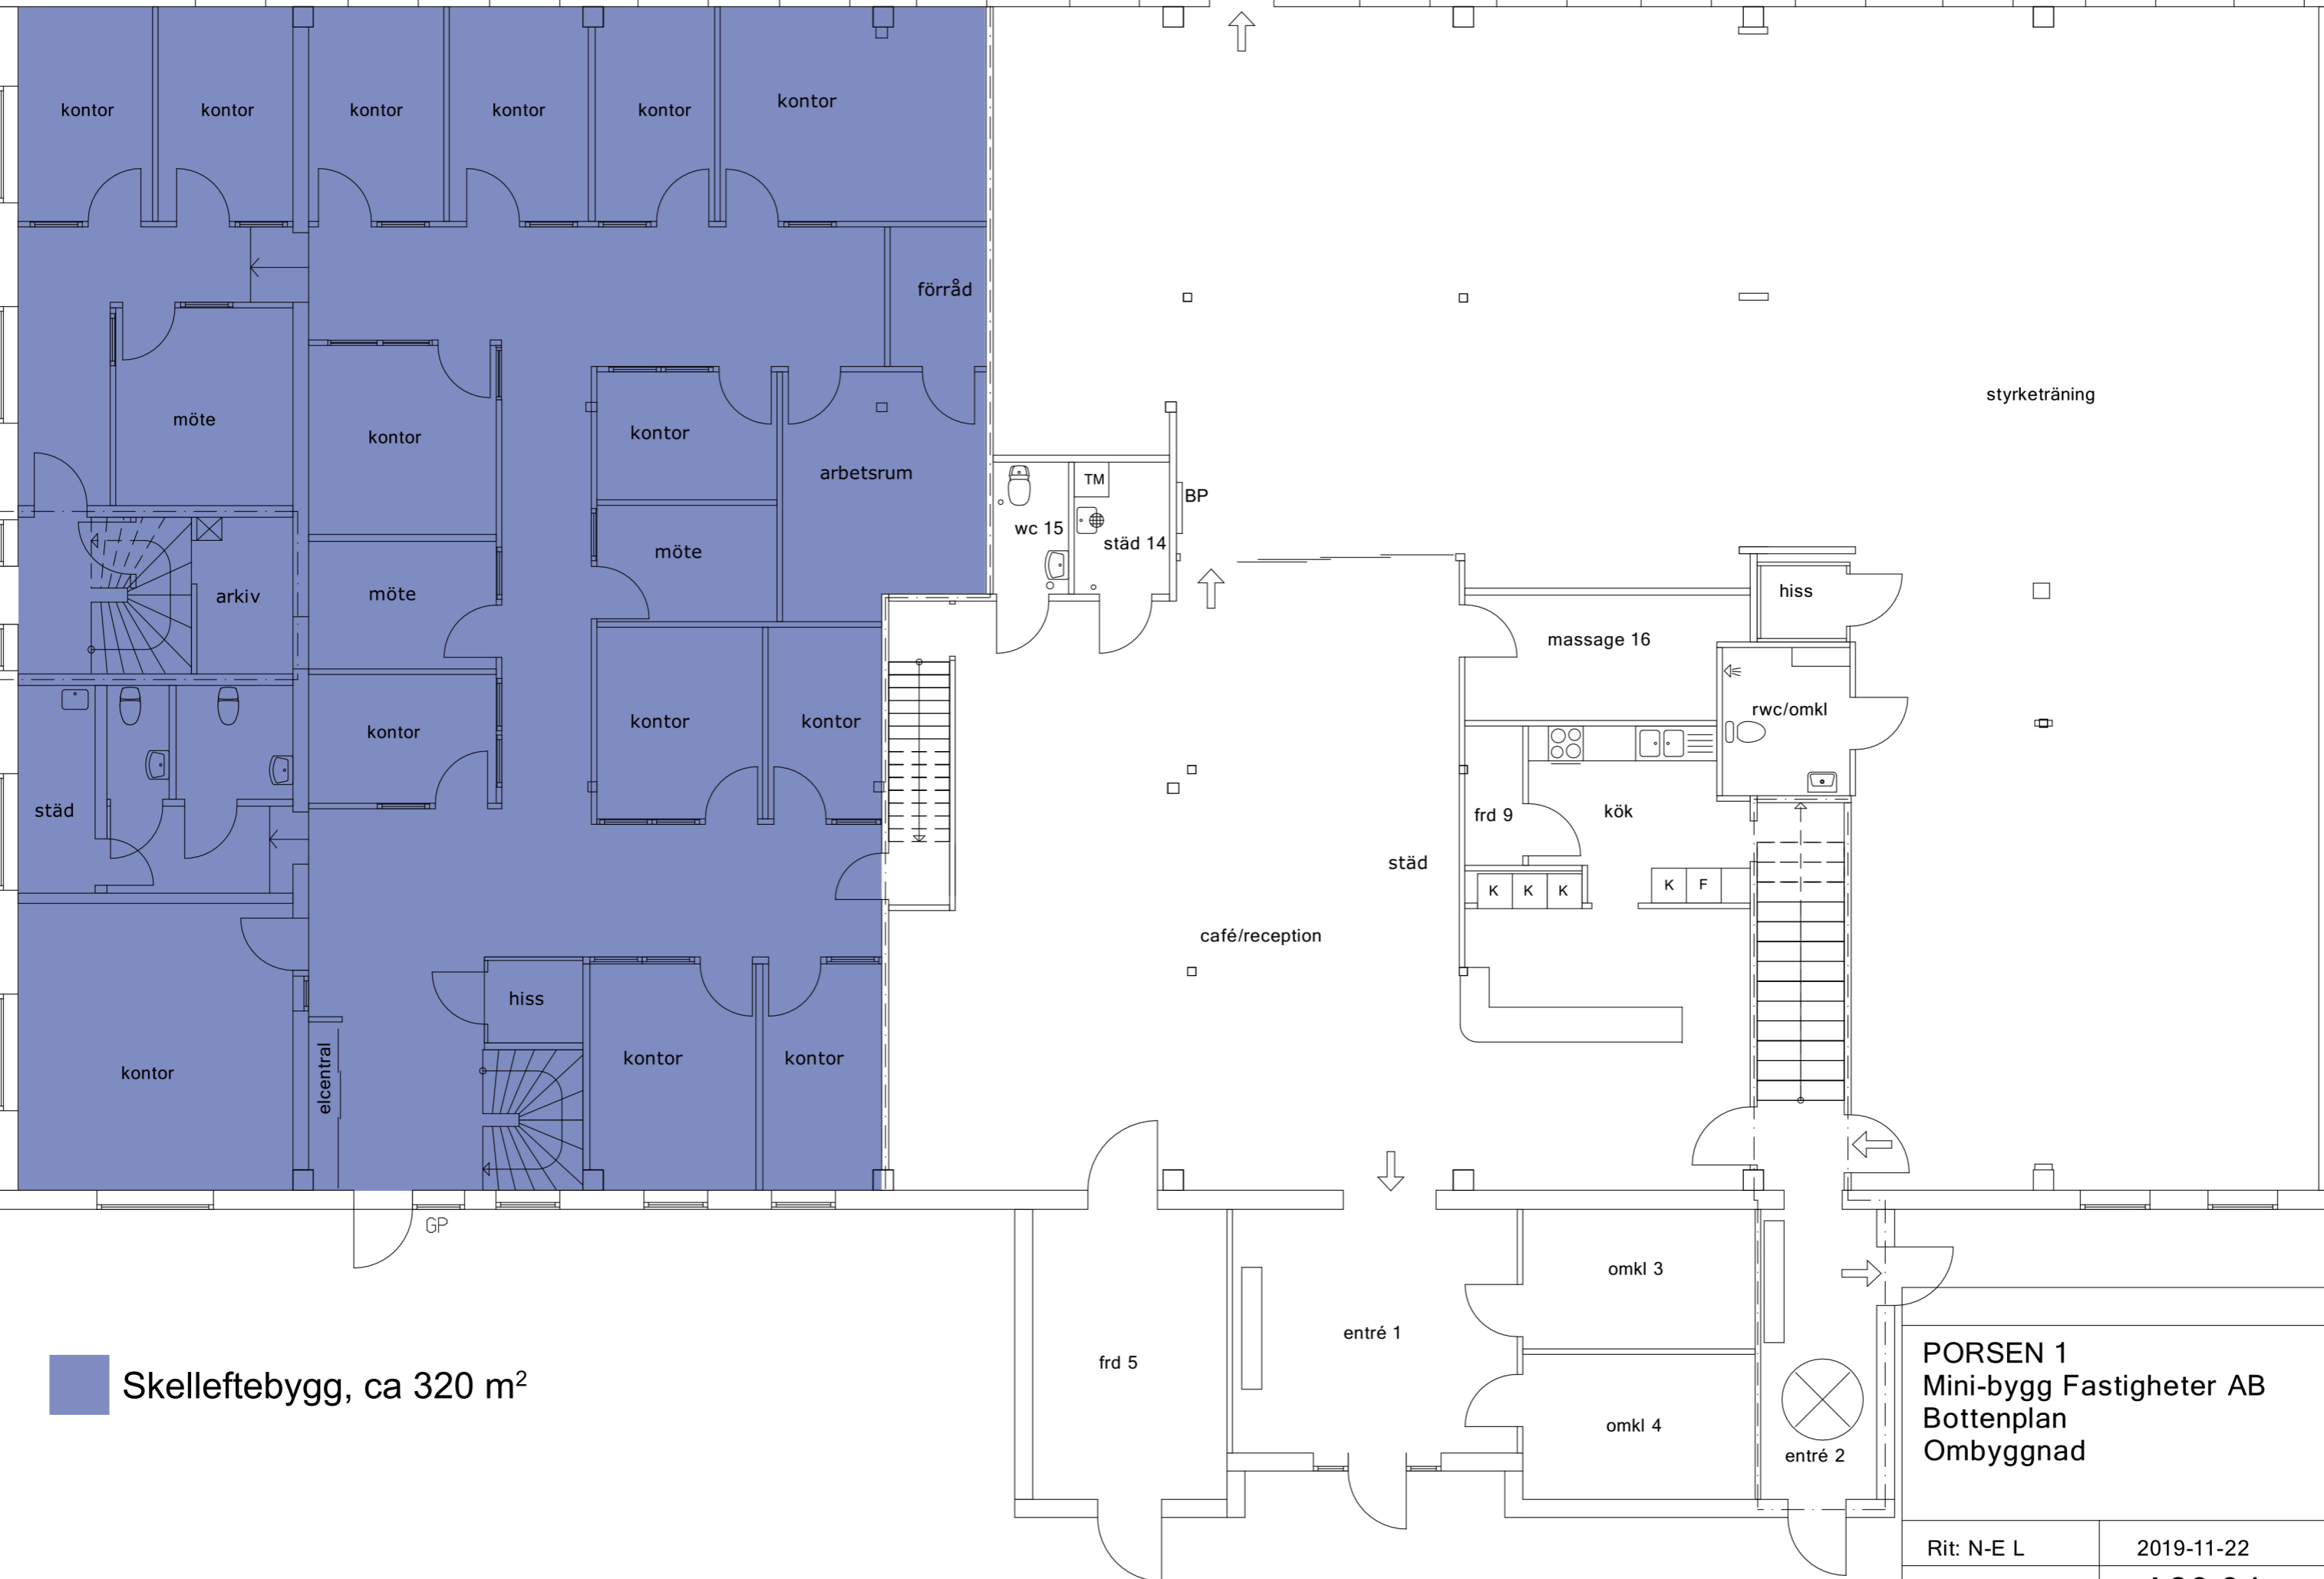 kontor
kontor
kontor
kontor
kontor
kontor
förråd
möte
kontor
kontor
arbetsrum
styrketräning
TM
BP
wc 15
städ 14
möte
arkiv
möte
hiss
massage 16
kontor
kontor
kontor
rwc/omkl
städ
frd 9
kök
städ
K
K
K
K
F
café/reception
hiss
kontor
elcentral
kontor
kontor
GP
omkl 3
entré 1
frd 5
omkl 4
entré 2
Skelleftebygg, ca 320 m²
PORSEN 1
Mini-bygg Fastigheter AB
Bottenplan
Ombyggnad
Rit: N-E L
2019-11-22